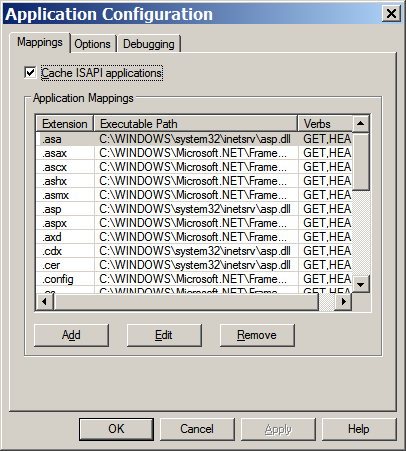 Application Configuration
Mappings Options Debugging
Cache ISAPI applications
Application Mappings
Extension Executable Path Verbs
.asa C:\WINDOWS\system32\inetsrv\asp.dll GET,HEA
.asax C:\WINDOWS\Microsoft.NET\Frame... GET,HEA
.ascx C:\WINDOWS\Microsoft.NET\Frame... GET,HEA
.ashx C:\WINDOWS\Microsoft.NET\Frame... GET,HEA
.asmx C:\WINDOWS\Microsoft.NET\Frame... GET,HEA
.asp C:\WINDOWS\system32\inetsrv\asp.dll GET,HEA
.aspx C:\WINDOWS\Microsoft.NET\Frame... GET,HEA
.axd C:\WINDOWS\Microsoft.NET\Frame... GET,HEA
.cdx C:\WINDOWS\system32\inetsrv\asp.dll GET,HEA
.cer C:\WINDOWS\system32\inetsrv\asp.dll GET,HEA
.config C:\WINDOWS\Microsoft.NET\Frame... GET,HEA
Add Edit Remove
OK Cancel Apply Help